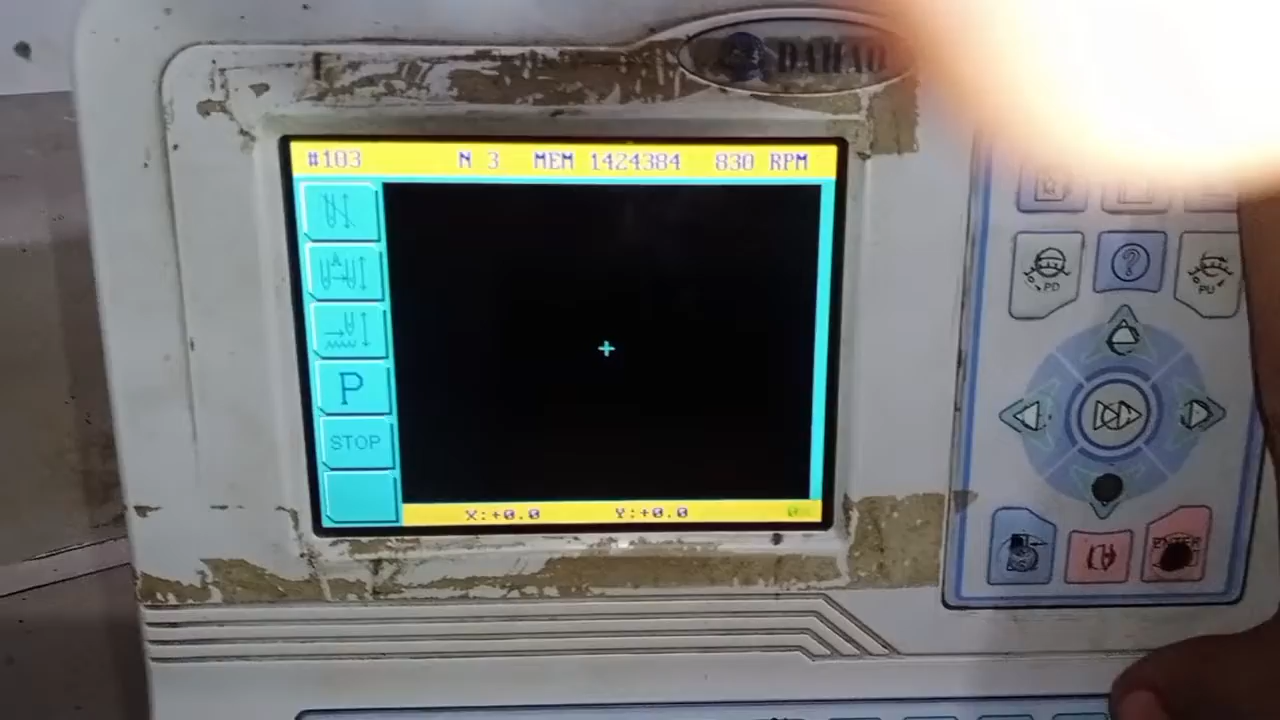 DAHAO
#103 N 3 MEM 1424384 830 RPM
P
STOP
X:+0.0 Y:+0.0
PD
?
PU
ENTER